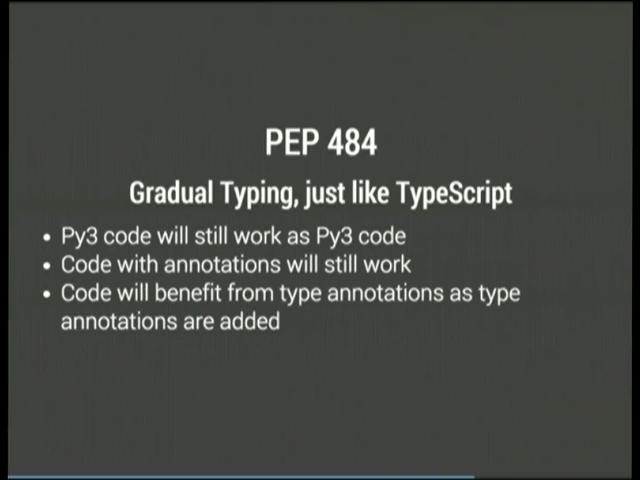 PEP 484
Gradual Typing, just like TypeScript
• Py3 code will still work as Py3 code
• Code with annotations will still work
• Code will benefit from type annotations as type
annotations are added